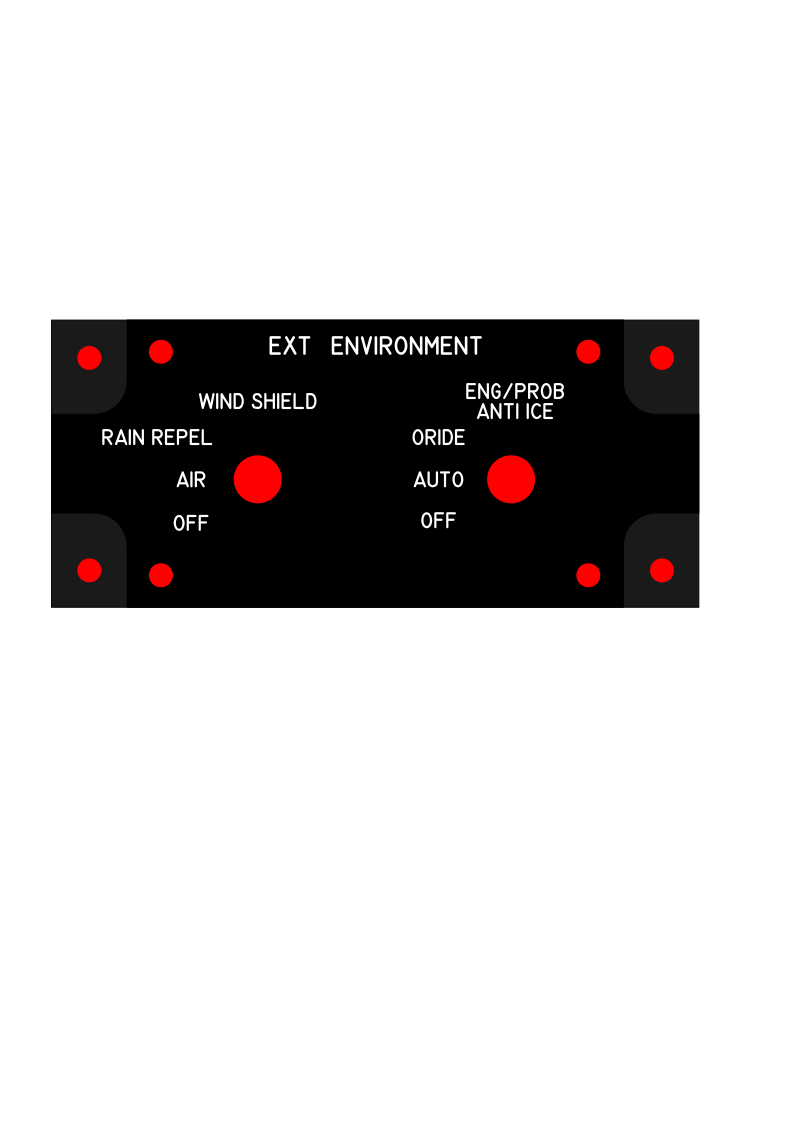 EXT ENVIRONMENT
WIND SHIELD
ENG/PROB
ANTI ICE
RAIN REPEL
ORIDE
AIR
AUTO
OFF
OFF